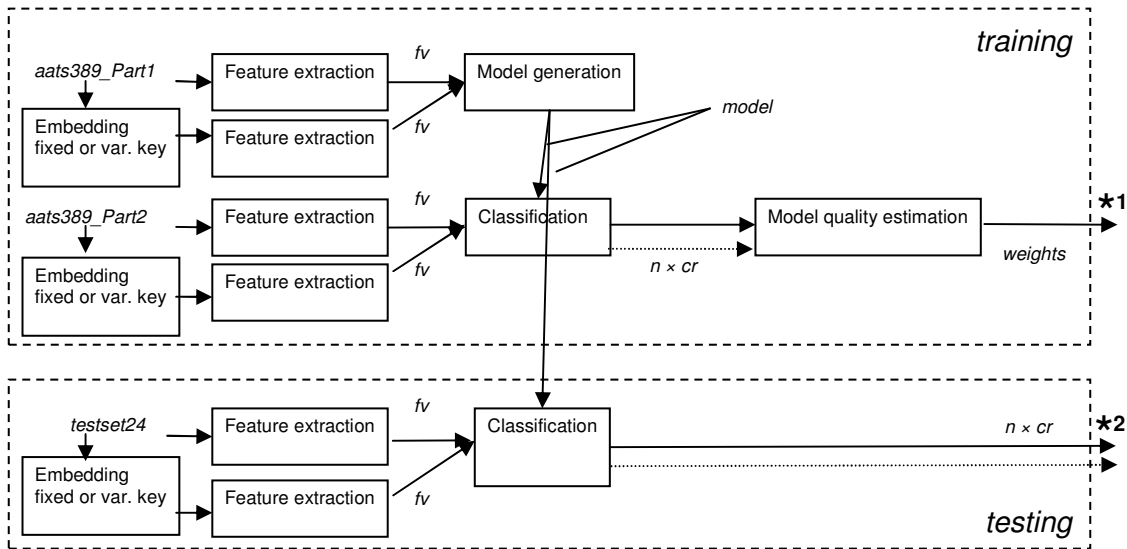 training
aats389_Part1
Feature extraction
fv
Model generation
Embedding
fixed or var. key
Feature extraction
fv
model
aats389_Part2
Feature extraction
fv
Classification
Model quality estimation
*1
Embedding
fixed or var. key
Feature extraction
fv
n × cr
weights
testset24
Feature extraction
fv
Classification
n × cr
*2
Embedding
fixed or var. key
Feature extraction
fv
testing